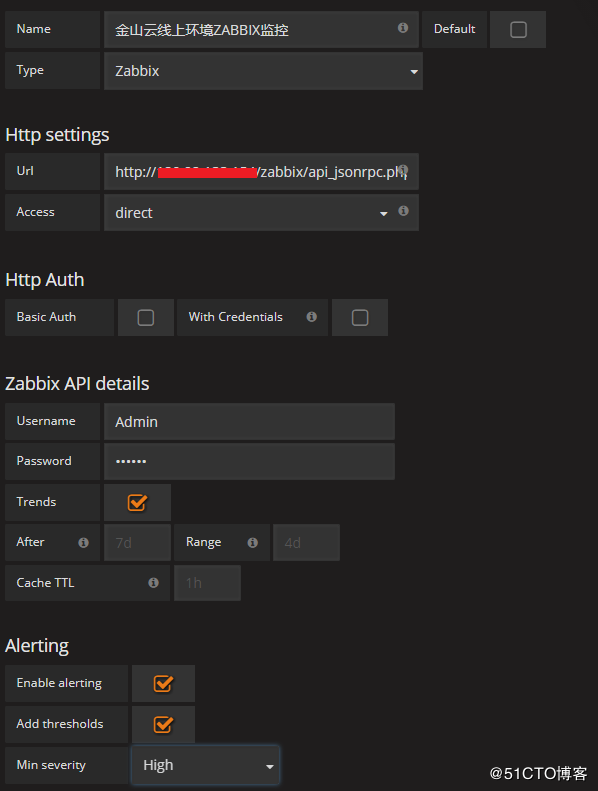 Name 金山云线上环境ZABBIX监控 Default
Type Zabbix
Http settings
Url http:// /zabbix/api_jsonrpc.php
Access direct
Http Auth
Basic Auth With Credentials
Zabbix API details
Username Admin
Password ••••••
Trends
After 7d Range 4d
Cache TTL 1h
Alerting
Enable alerting
Add thresholds
Min severity High
@51CTO博客